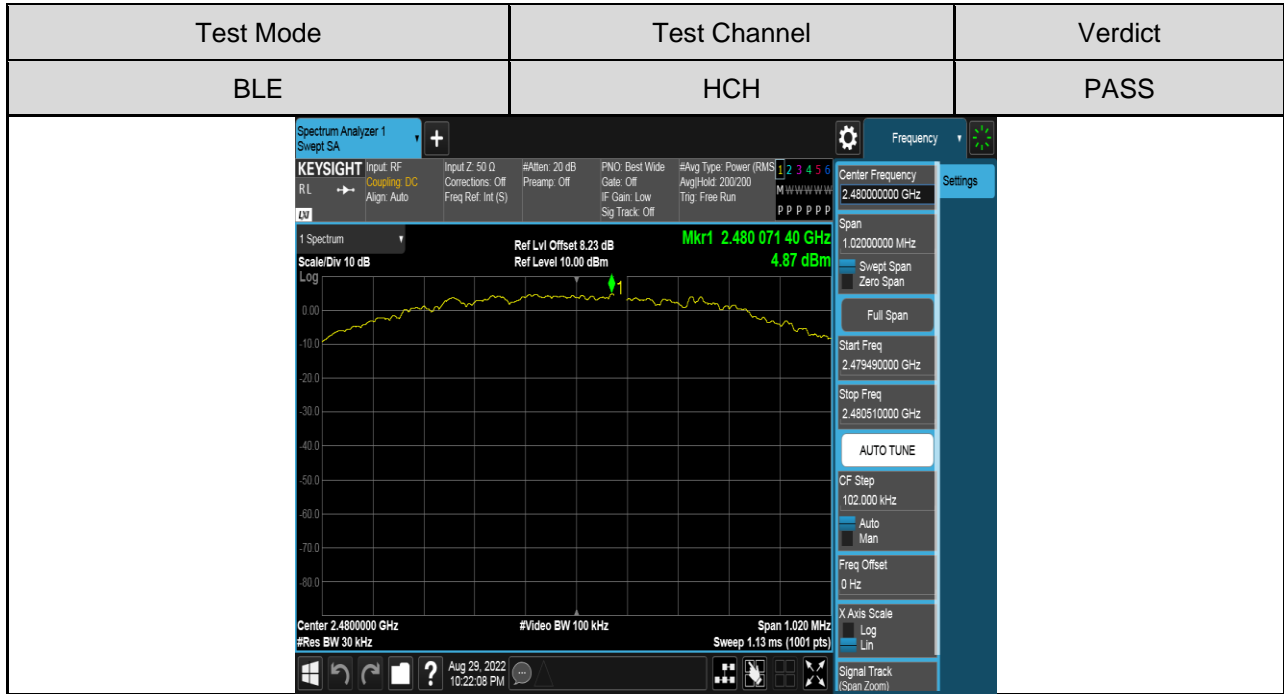 Test Mode Test Channel Verdict
BLE HCH PASS
Spectrum Analyzer 1
Swept SA
Frequency
KEYSIGHT Input: RF Input Z: 50 Ω #Atten: 20 dB PNO: Best Wide #Avg Type: Power (RMS 1 2 3 4 5 6
RL Coupling: DC Corrections: Off Preamp: Off Gate: Off Avg|Hold: 200/200 M W W W W W
Align: Auto Freq Ref: Int (S) IF Gain: Low Trig: Free Run
LXI Sig Track: Off P P P P P P
1 Spectrum
Ref Lvl Offset 8.23 dB Mkr1 2.480 071 40 GHz
Scale/Div 10 dB Ref Level 10.00 dBm 4.87 dBm
Log
1
0.00
-10.0
-20.0
-30.0
-40.0
-50.0
-60.0
-70.0
-80.0
Center 2.4800000 GHz #Video BW 100 kHz Span 1.020 MHz
#Res BW 30 kHz Sweep 1.13 ms (1001 pts)
Aug 29, 2022
10:22:08 PM
Center Frequency
2.480000000 GHz
Settings
Span
1.02000000 MHz
Swept Span
Zero Span
Full Span
Start Freq
2.479490000 GHz
Stop Freq
2.480510000 GHz
AUTO TUNE
CF Step
102.000 kHz
Auto
Man
Freq Offset
0 Hz
X Axis Scale
Log
Lin
Signal Track
(Span Zoom)